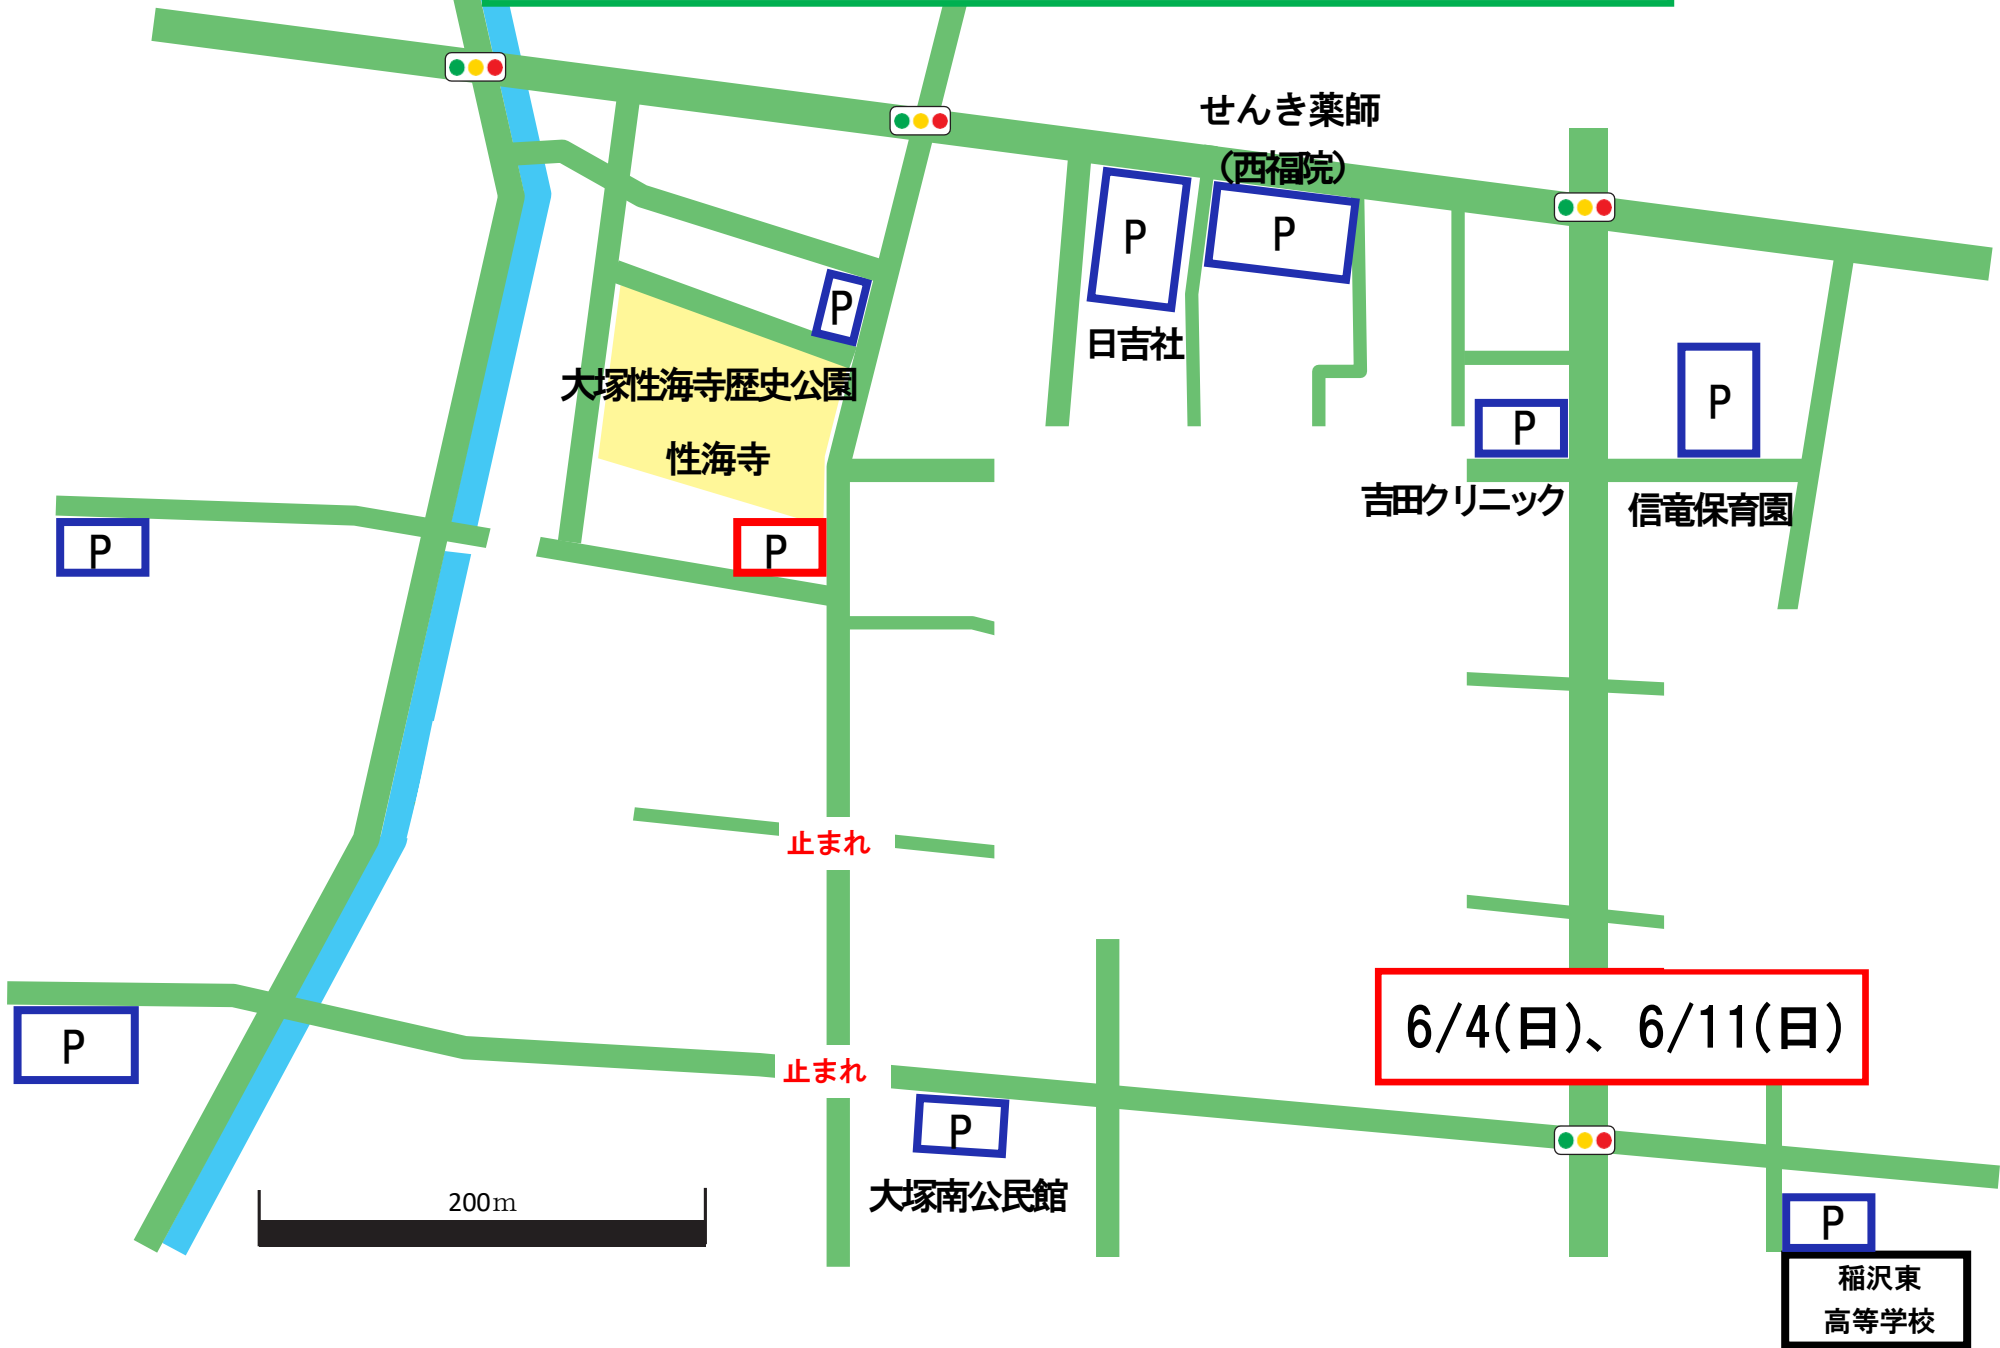 せんき薬師
（西福院）
P
P
P
日吉社
大塚性海寺歴史公園
P
P
性海寺
吉田クリニック
信竜保育園
P
P
止まれ
6/4(日)、6/11(日)
P
止まれ
P
大塚南公民館
200m
P
稲沢東
高等学校